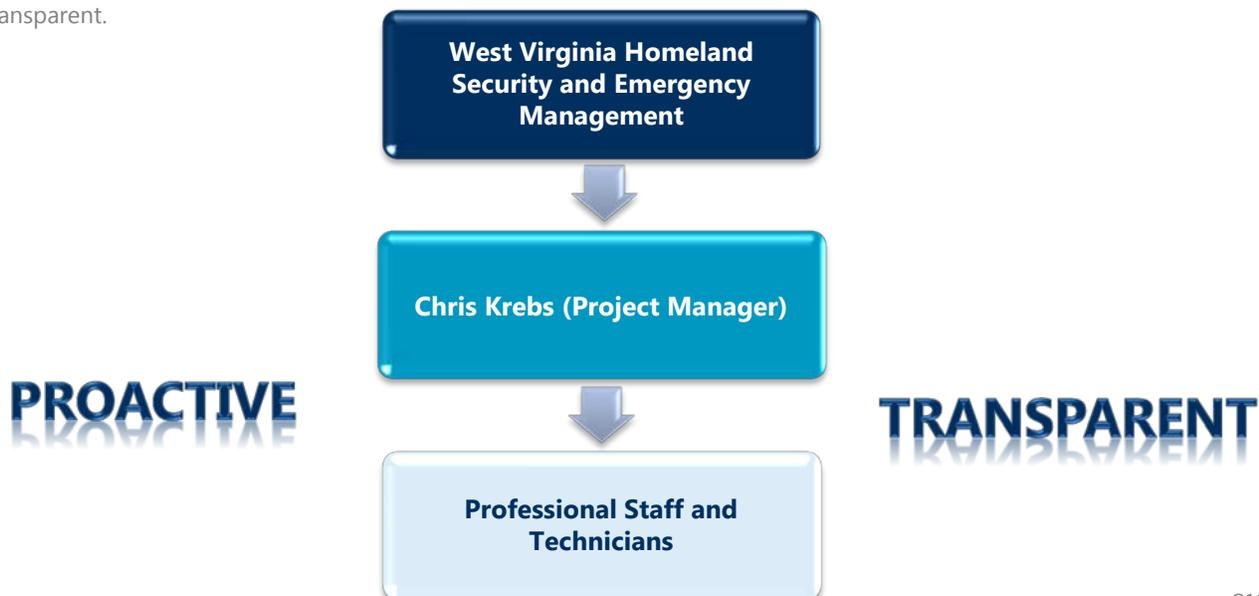 ansparent.
West Virginia Homeland
Security and Emergency
Management
Chris Krebs (Project Manager)
PROACTIVE
TRANSPARENT
Professional Staff and
Technicians